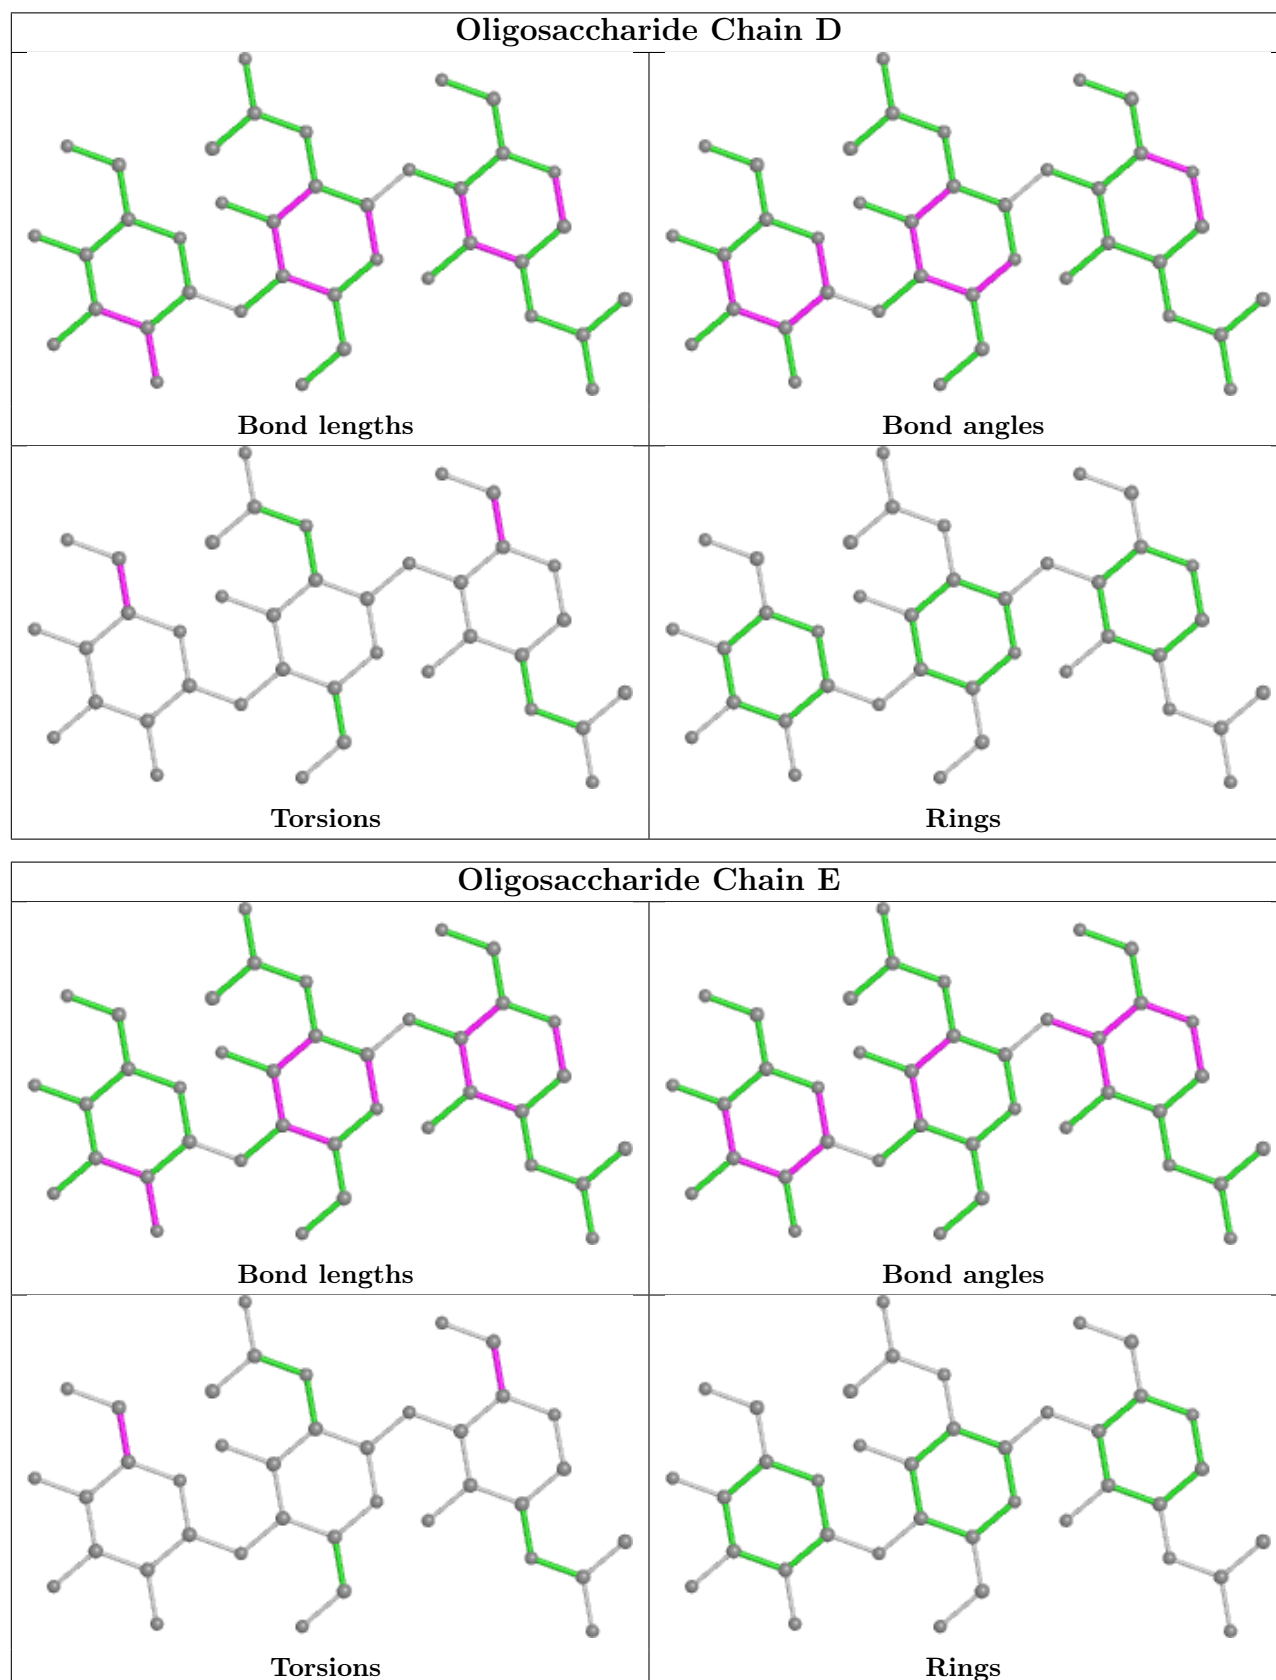 Oligosaccharide Chain D
Bond lengths
Bond angles
Torsions
Rings
Oligosaccharide Chain E
Bond lengths
Bond angles
Torsions
Rings